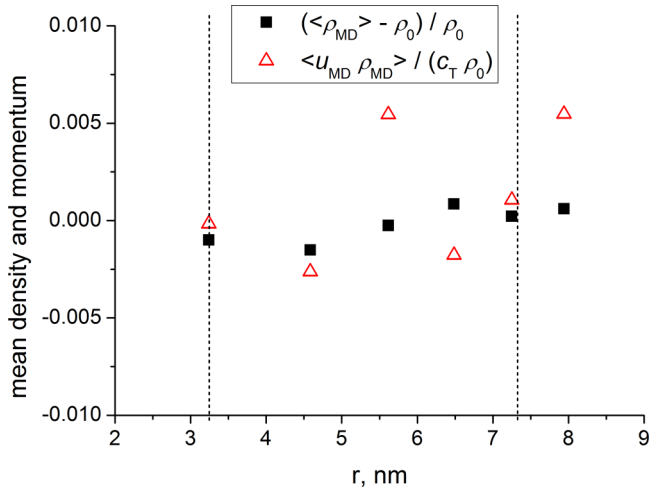 (<ρMD> - ρ0) / ρ0
<uMD ρMD> / (cT ρ0)
mean density and momentum
0.010
0.005
0.000
-0.005
-0.010
2 3 4 5 6 7 8 9
r, nm